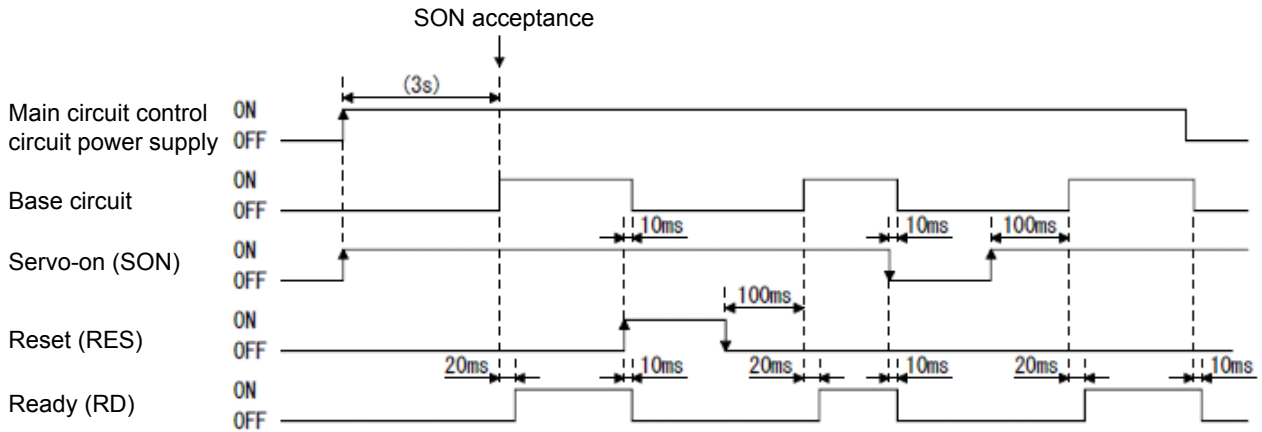 SON acceptance
(3s)
Main circuit control
circuit power supply
ON
OFF
Base circuit
ON
OFF
10ms
10ms
100ms
Servo-on (SON)
ON
OFF
100ms
Reset (RES)
ON
OFF
20ms
10ms
20ms
10ms
20ms
10ms
Ready (RD)
ON
OFF